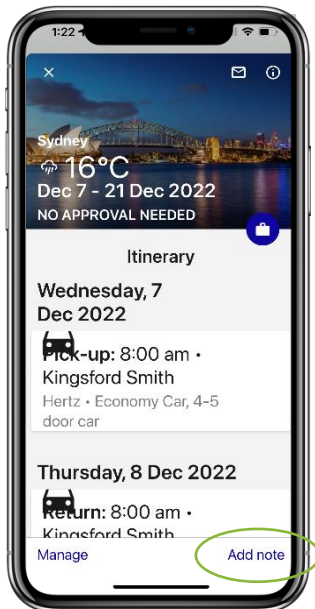 1:22
Sydney
16°C
Dec 7 - 21 Dec 2022
NO APPROVAL NEEDED
Itinerary
Wednesday, 7
Dec 2022
Pick-up: 8:00 am •
Kingsford Smith
Hertz • Economy Car, 4-5
door car
Thursday, 8 Dec 2022
Return: 8:00 am •
Kingsford Smith
Manage
Add note